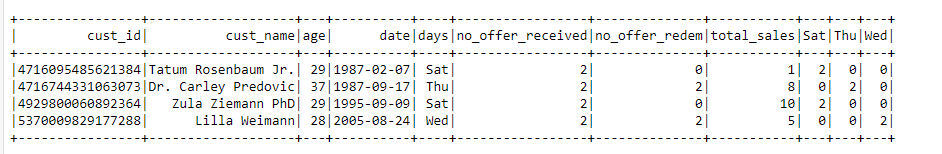 +----------------+--------------------+---+----------+----+-----------------+--------------+-----------+---+---+---+
|         cust_id|           cust_name|age|      date|days|no_offer_received|no_offer_redem|total_sales|Sat|Thu|Wed|
+----------------+--------------------+---+----------+----+-----------------+--------------+-----------+---+---+---+
|4716095485621384|Tatum Rosenbaum Jr.| 29|1987-02-07| Sat|                2|             0|          1|  2|  0|  0|
|4716744331063073|Dr. Carley Predovic| 37|1987-09-17| Thu|                2|             2|          8|  0|  2|  0|
|4929800060892364|   Zula Ziemann PhD| 29|1995-09-09| Sat|                2|             0|         10|  2|  0|  0|
|5370009829177288|      Lilla Weimann| 28|2005-08-24| Wed|                2|             2|          5|  0|  0|  2|
+----------------+--------------------+---+----------+----+-----------------+--------------+-----------+---+---+---+